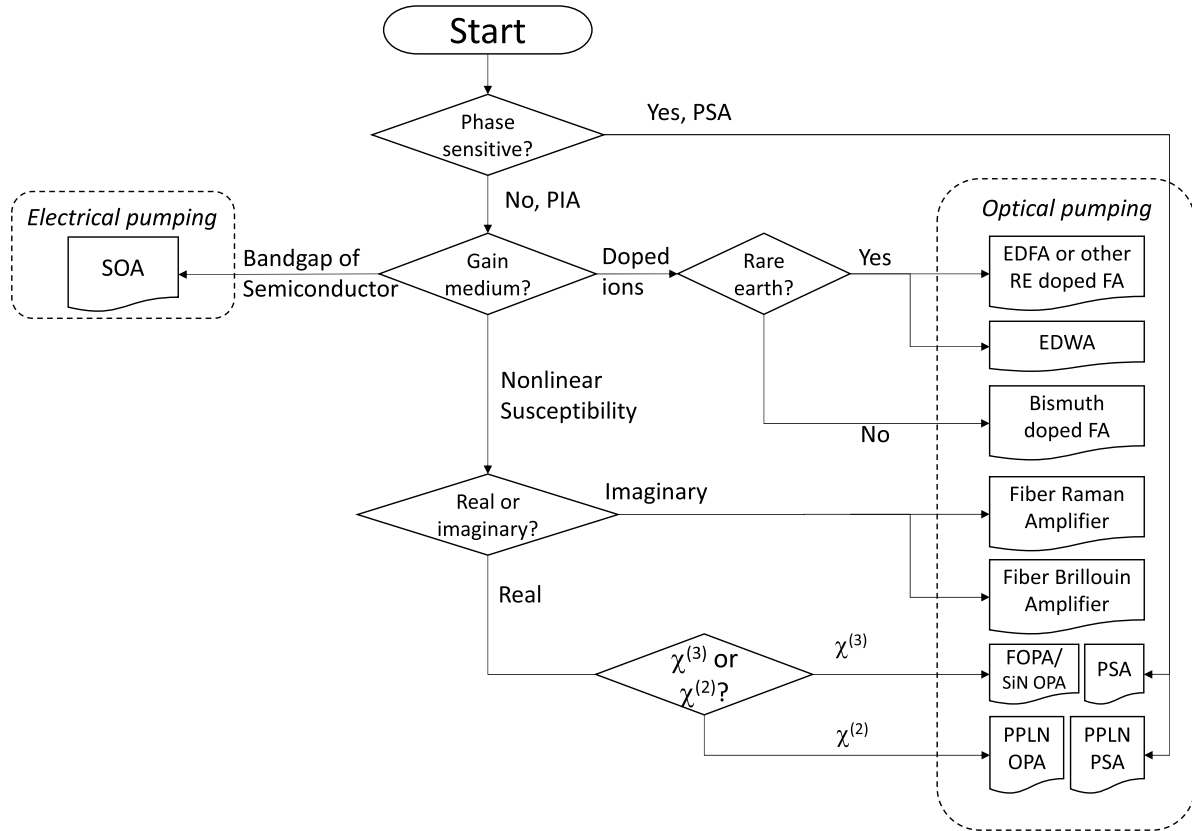 Start
Phase
sensitive?
Yes, PSA
No, PIA
Electrical pumping
SOA
Bandgap of
Semiconductor
Gain
medium?
Doped
ions
Rare
earth?
Yes
No
Optical pumping
EDFA or other
RE doped FA
EDWA
Bismuth
doped FA
Nonlinear
Susceptibility
Real or
imaginary?
Imaginary
Real
Fiber Raman
Amplifier
Fiber Brillouin
Amplifier
χ⁽³⁾ or
χ⁽²⁾?
χ⁽³⁾
χ⁽²⁾
FOPA/
SiN OPA
PSA
PPLN
OPA
PPLN
PSA